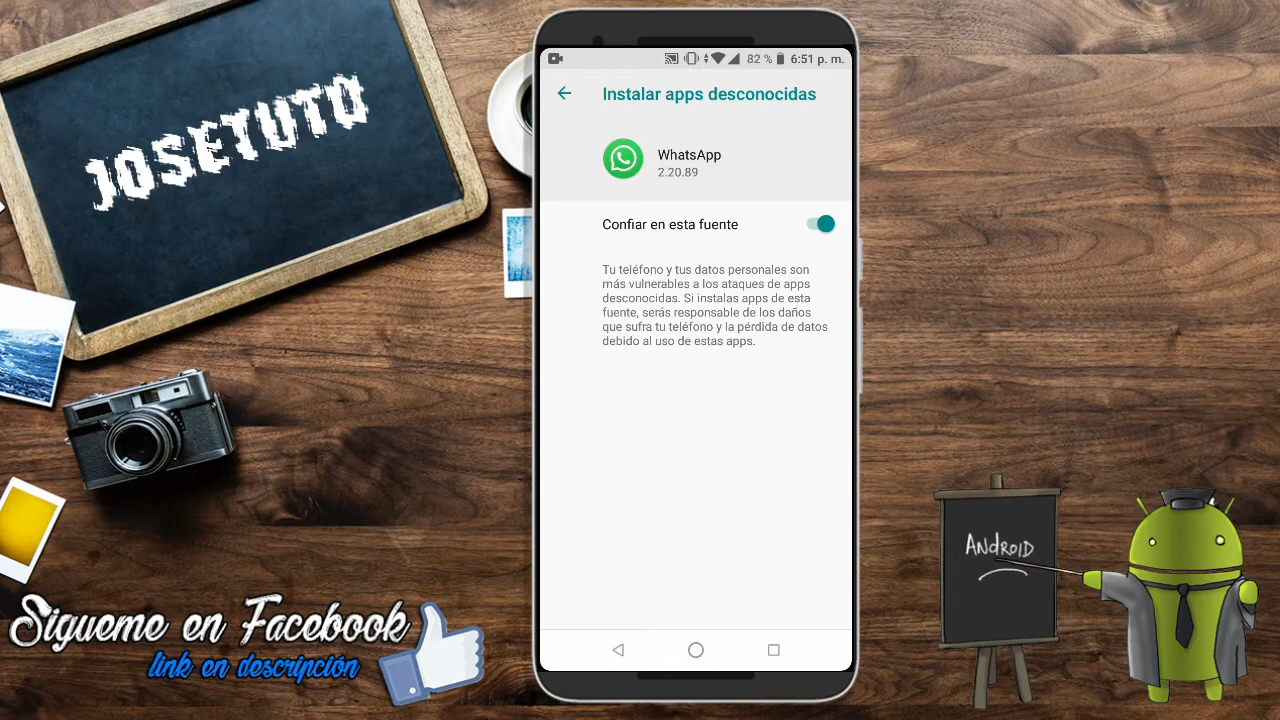 JOSETUTO
82 %
6:51 p. m.
Instalar apps desconocidas
WhatsApp
2.20.89
Confiar en esta fuente
Tu teléfono y tus datos personales son
más vulnerables a los ataques de apps
desconocidas. Si instalas apps de esta
fuente, serás responsable de los daños
que sufra tu teléfono y la pérdida de datos
debido al uso de estas apps.
ANdROID
Sigueme en Facebook
link en descripción